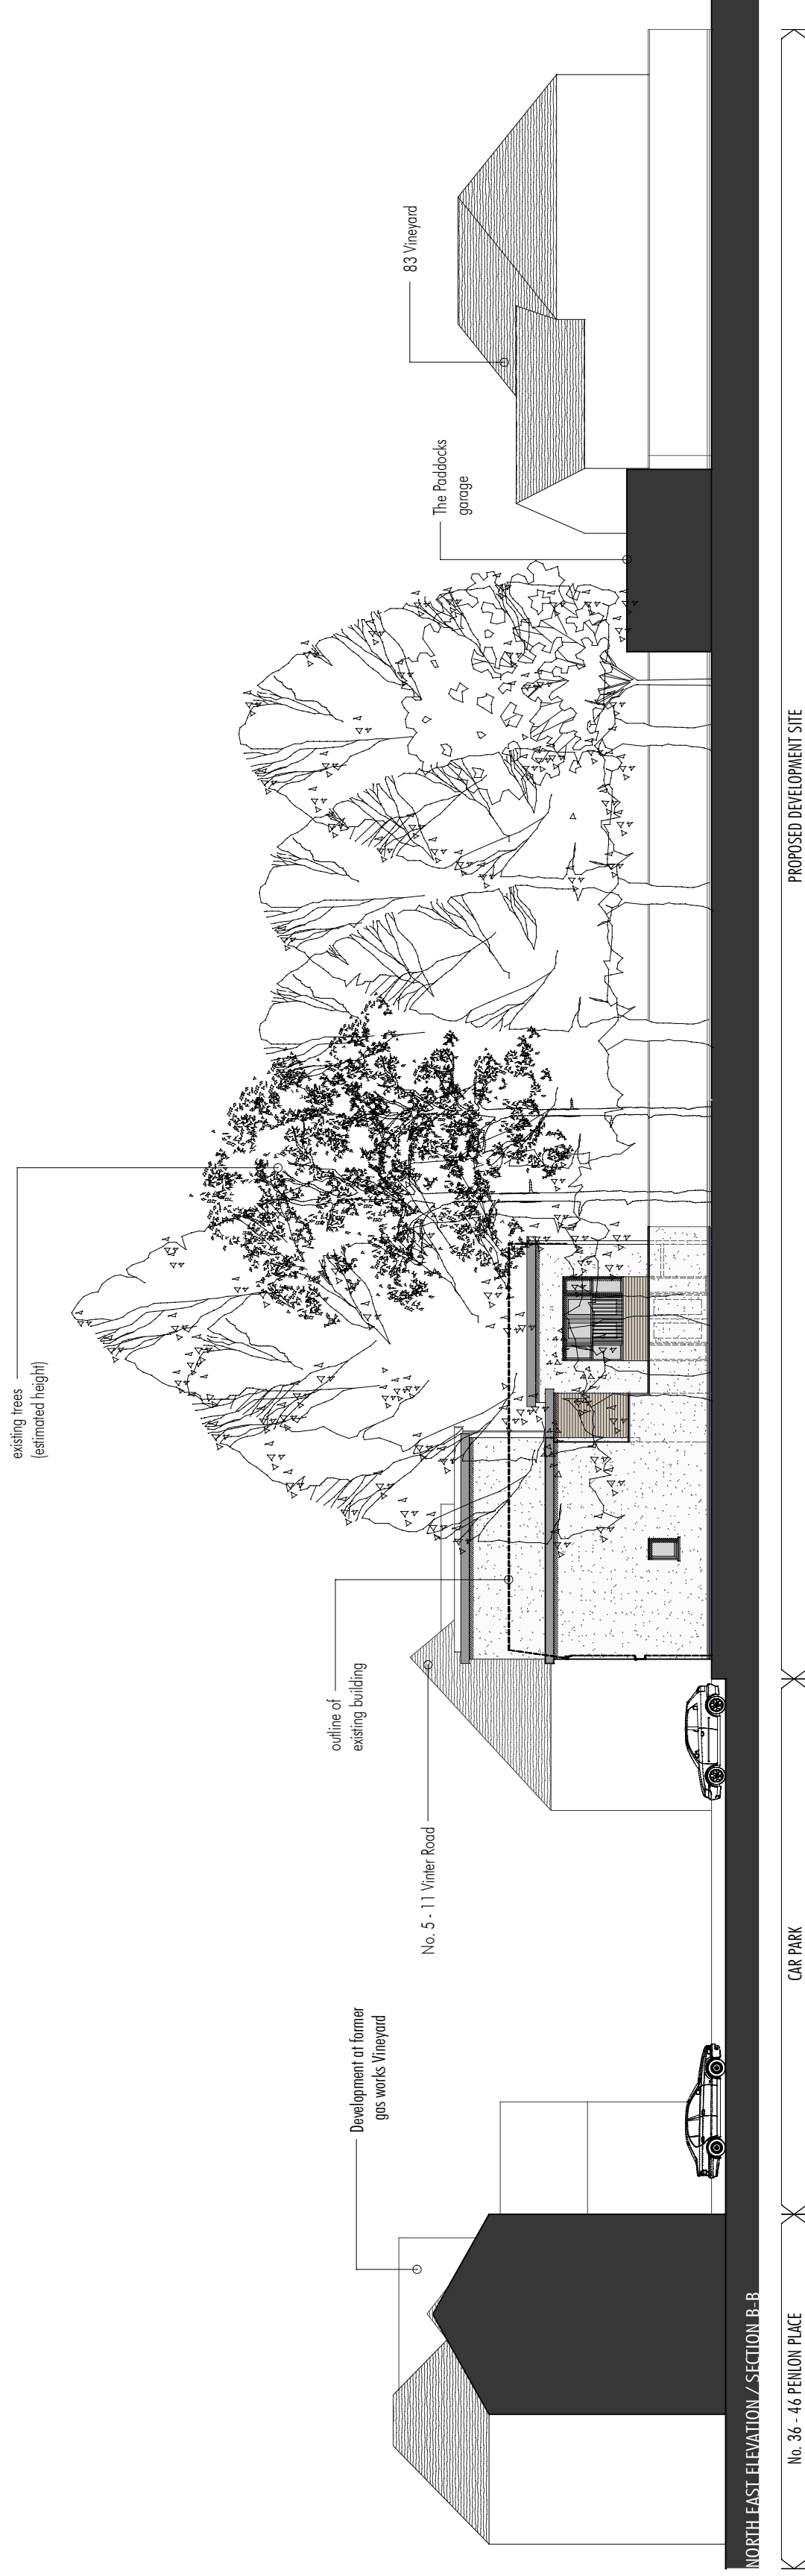 existing trees
(estimated height)
Development at former
gas works Vineyard
No. 5 - 11 Vinter Road
outline of
existing building
The Paddocks
garage
83 Vineyard
NORTH EAST ELEVATION / SECTION B-B
No. 36 - 46 PENLON PLACE
CAR PARK
PROPOSED DEVELOPMENT SITE